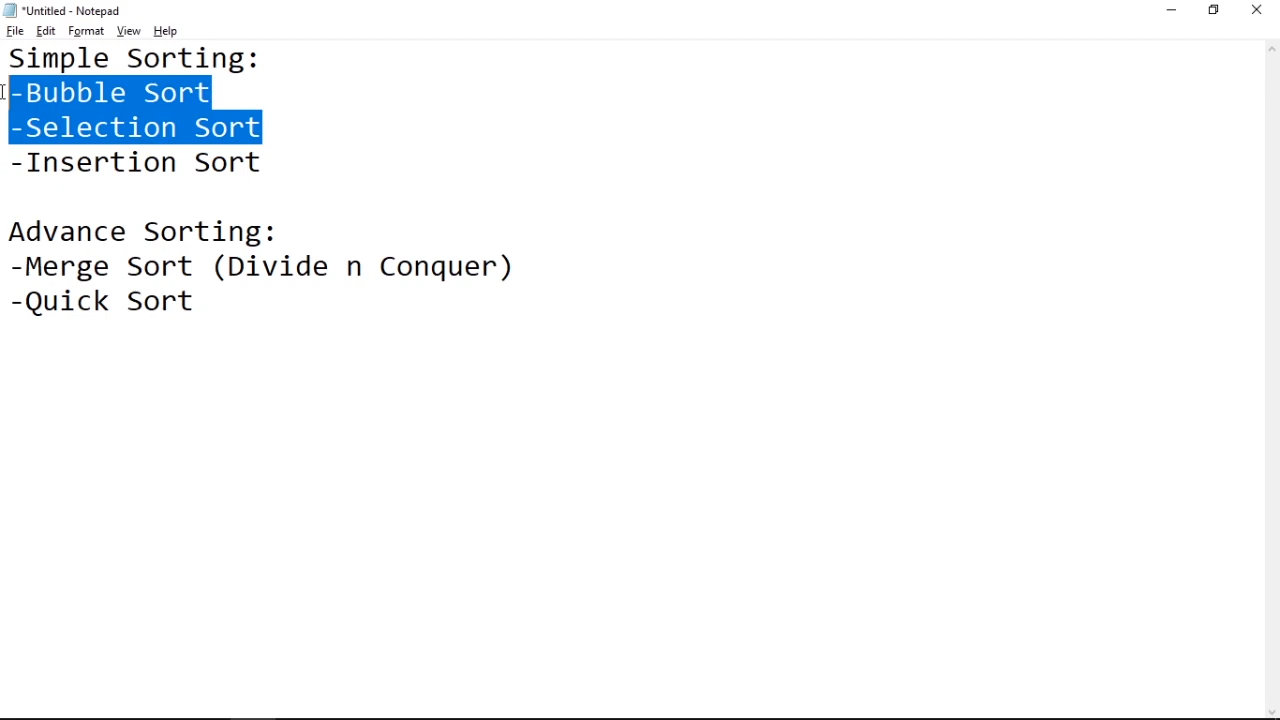 *Untitled - Notepad
File Edit Format View Help
Simple Sorting:
-Bubble Sort
-Selection Sort
-Insertion Sort
Advance Sorting:
-Merge Sort (Divide n Conquer)
-Quick Sort